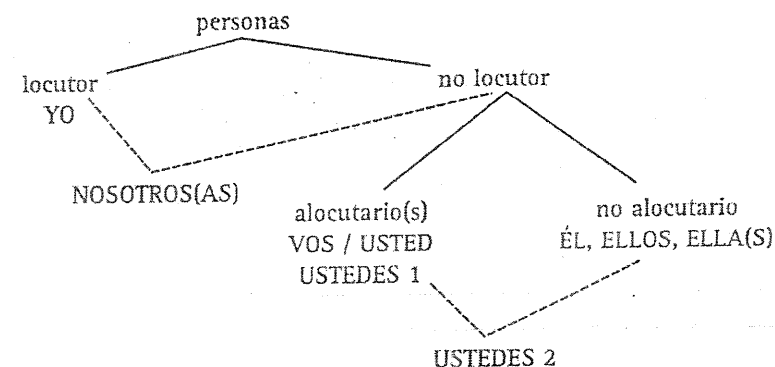 personas
locutor
YO
no locutor
NOSOTROS(AS)
alocutario(s)
VOS / USTED
USTEDES 1
no alocutario
ÉL, ELLOS, ELLA(S)
USTEDES 2